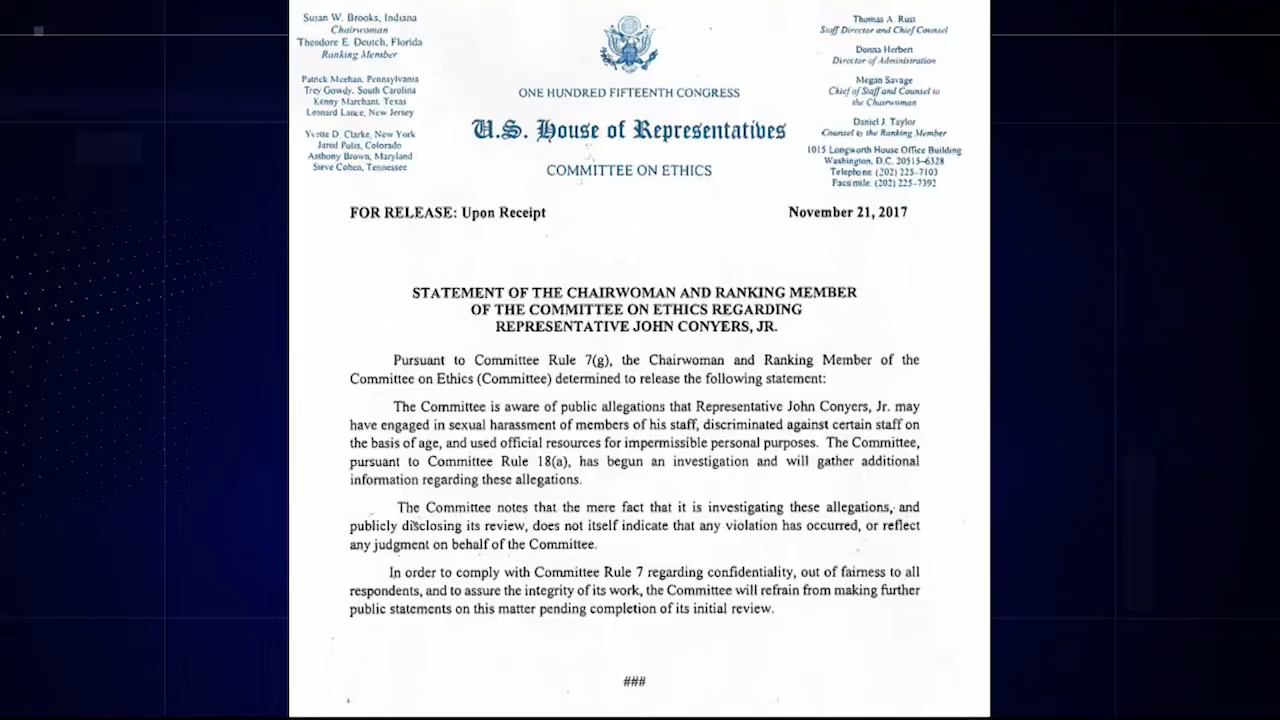 Susan W. Brooks, Indiana
Chairwoman
Theodore E. Deutch, Florida
Ranking Member
Patrick Meehan, Pennsylvania
Trey Gowdy, South Carolina
Kenny Marchant, Texas
Leonard Lance, New Jersey
Yvette D. Clarke, New York
Jared Polis, Colorado
Anthony Brown, Maryland
Steve Cohen, Tennessee
ONE HUNDRED FIFTEENTH CONGRESS
U.S. House of Representatives
COMMITTEE ON ETHICS
Thomas A. Rust
Staff Director and Chief Counsel
Donna Herbert
Director of Administration
Megan Savage
Chief of Staff and Counsel to
the Chairwoman
Daniel J. Taylor
Counsel to the Ranking Member
1015 Longworth House Office Building
Washington, D.C. 20515–6328
Telephone: (202) 225–7103
Facsimile: (202) 225–7392
FOR RELEASE: Upon Receipt
November 21, 2017
STATEMENT OF THE CHAIRWOMAN AND RANKING MEMBER
OF THE COMMITTEE ON ETHICS REGARDING
REPRESENTATIVE JOHN CONYERS, JR.
Pursuant to Committee Rule 7(g), the Chairwoman and Ranking Member of the
Committee on Ethics (Committee) determined to release the following statement:
The Committee is aware of public allegations that Representative John Conyers, Jr. may
have engaged in sexual harassment of members of his staff, discriminated against certain staff on
the basis of age, and used official resources for impermissible personal purposes. The Committee,
pursuant to Committee Rule 18(a), has begun an investigation and will gather additional
information regarding these allegations.
The Committee notes that the mere fact that it is investigating these allegations, and
publicly disclosing its review, does not itself indicate that any violation has occurred, or reflect
any judgment on behalf of the Committee.
In order to comply with Committee Rule 7 regarding confidentiality, out of fairness to all
respondents, and to assure the integrity of its work, the Committee will refrain from making further
public statements on this matter pending completion of its initial review.
###